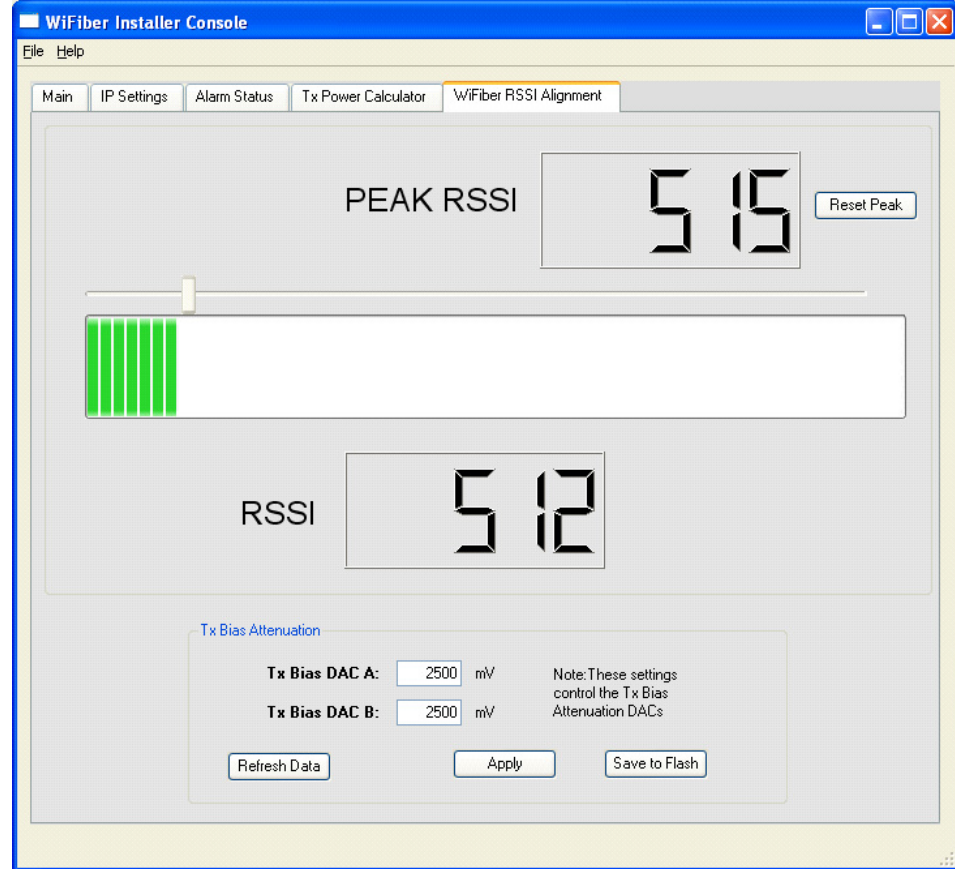 WiFiber Installer Console
File Help
Main IP Settings Alarm Status Tx Power Calculator WiFiber RSSI Alignment
PEAK RSSI 515 Reset Peak
RSSI 512
Tx Bias Attenuation
Tx Bias DAC A: 2500 mV
Tx Bias DAC B: 2500 mV
Note:These settings
control the Tx Bias
Attenuation DACs
Refresh Data Apply Save to Flash